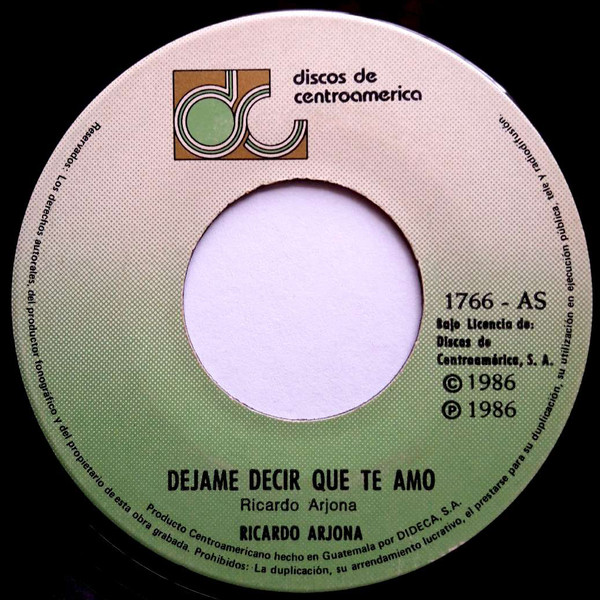 discos de
centroamerica
1766 - AS
Bajo Licencia de:
Discos de
Centroamérica, S. A.
© 1986
℗ 1986
DEJAME DECIR QUE TE AMO
Ricardo Arjona
RICARDO ARJONA
Producto Centroamericano hecho en Guatemala por DIDECA, S.A.
Reservados: Los derechos autorales, del productor fonográfico y del propietario de esta obra grabada. Prohibidos: La duplicación, su arrendamiento lucrativo, el prestarse para su duplicación, su utilización en ejecución pública, tele y radiodifusión.